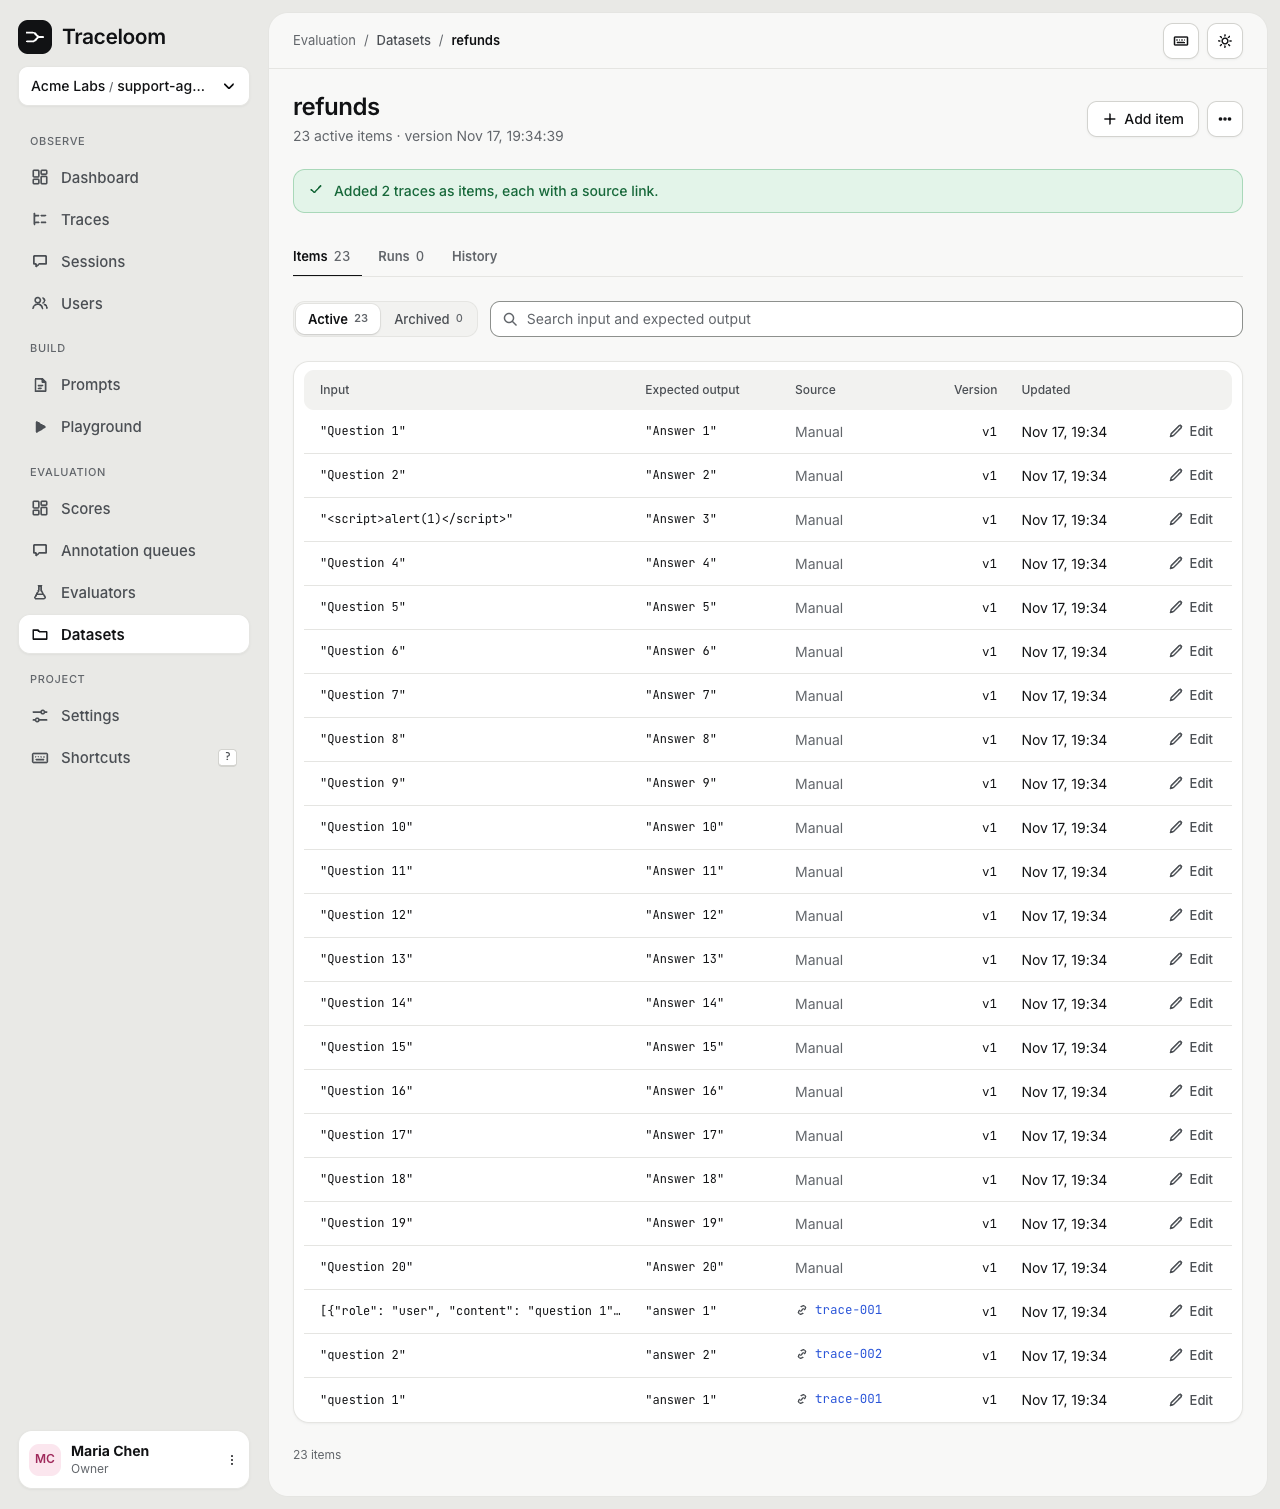 Traceloom
Acme Labs / support-ag...
OBSERVE
Dashboard
Traces
Sessions
Users
BUILD
Prompts
Playground
EVALUATION
Scores
Annotation queues
Evaluators
Datasets
PROJECT
Settings
Shortcuts ?
MC Maria Chen
Owner
Evaluation / Datasets / refunds
refunds
23 active items · version Nov 17, 19:34:39
Add item
Added 2 traces as items, each with a source link.
Items 23 Runs 0 History
Active 23 Archived 0 Search input and expected output
Input Expected output Source Version Updated
"Question 1" "Answer 1" Manual v1 Nov 17, 19:34 Edit
"Question 2" "Answer 2" Manual v1 Nov 17, 19:34 Edit
"<script>alert(1)</script>" "Answer 3" Manual v1 Nov 17, 19:34 Edit
"Question 4" "Answer 4" Manual v1 Nov 17, 19:34 Edit
"Question 5" "Answer 5" Manual v1 Nov 17, 19:34 Edit
"Question 6" "Answer 6" Manual v1 Nov 17, 19:34 Edit
"Question 7" "Answer 7" Manual v1 Nov 17, 19:34 Edit
"Question 8" "Answer 8" Manual v1 Nov 17, 19:34 Edit
"Question 9" "Answer 9" Manual v1 Nov 17, 19:34 Edit
"Question 10" "Answer 10" Manual v1 Nov 17, 19:34 Edit
"Question 11" "Answer 11" Manual v1 Nov 17, 19:34 Edit
"Question 12" "Answer 12" Manual v1 Nov 17, 19:34 Edit
"Question 13" "Answer 13" Manual v1 Nov 17, 19:34 Edit
"Question 14" "Answer 14" Manual v1 Nov 17, 19:34 Edit
"Question 15" "Answer 15" Manual v1 Nov 17, 19:34 Edit
"Question 16" "Answer 16" Manual v1 Nov 17, 19:34 Edit
"Question 17" "Answer 17" Manual v1 Nov 17, 19:34 Edit
"Question 18" "Answer 18" Manual v1 Nov 17, 19:34 Edit
"Question 19" "Answer 19" Manual v1 Nov 17, 19:34 Edit
"Question 20" "Answer 20" Manual v1 Nov 17, 19:34 Edit
[{"role": "user", "content": "question 1"… "answer 1" trace-001 v1 Nov 17, 19:34 Edit
"question 2" "answer 2" trace-002 v1 Nov 17, 19:34 Edit
"question 1" "answer 1" trace-001 v1 Nov 17, 19:34 Edit
23 items